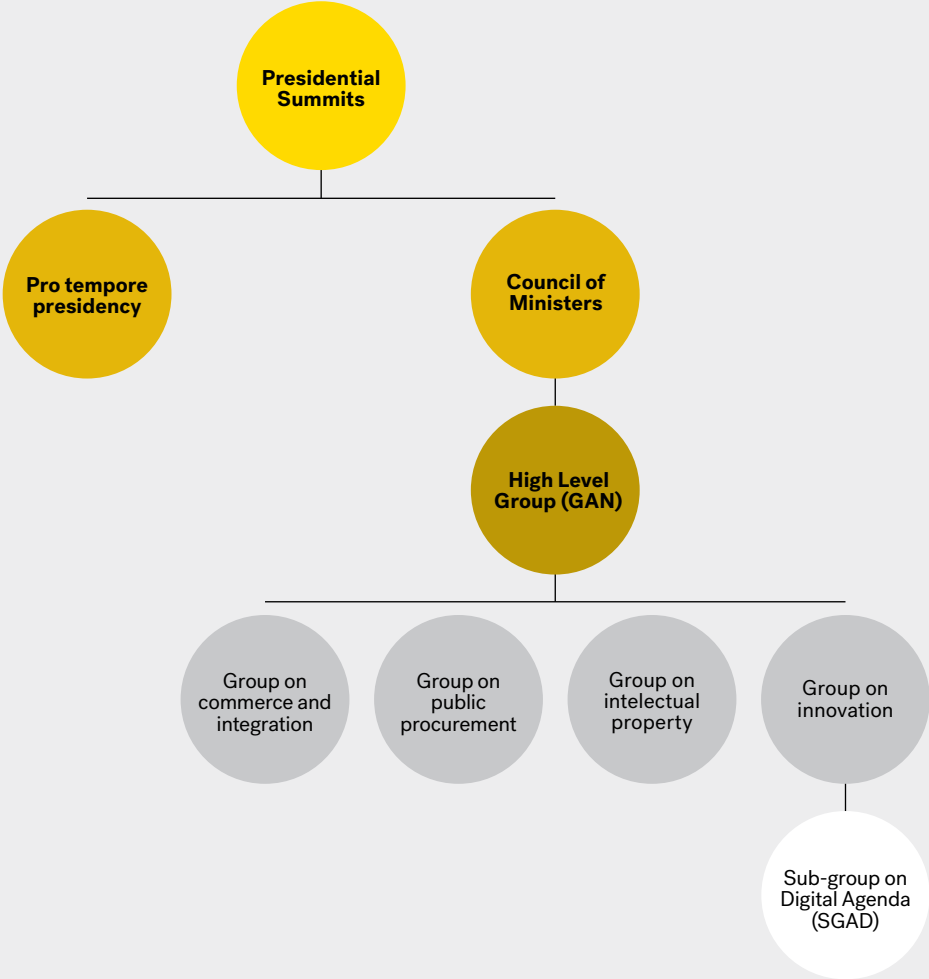 Presidential
Summits
Pro tempore
presidency
Council of
Ministers
High Level
Group (GAN)
Group on
commerce and
integration
Group on
public
procurement
Group on
intelectual
property
Group on
innovation
Sub-group on
Digital Agenda
(SGAD)